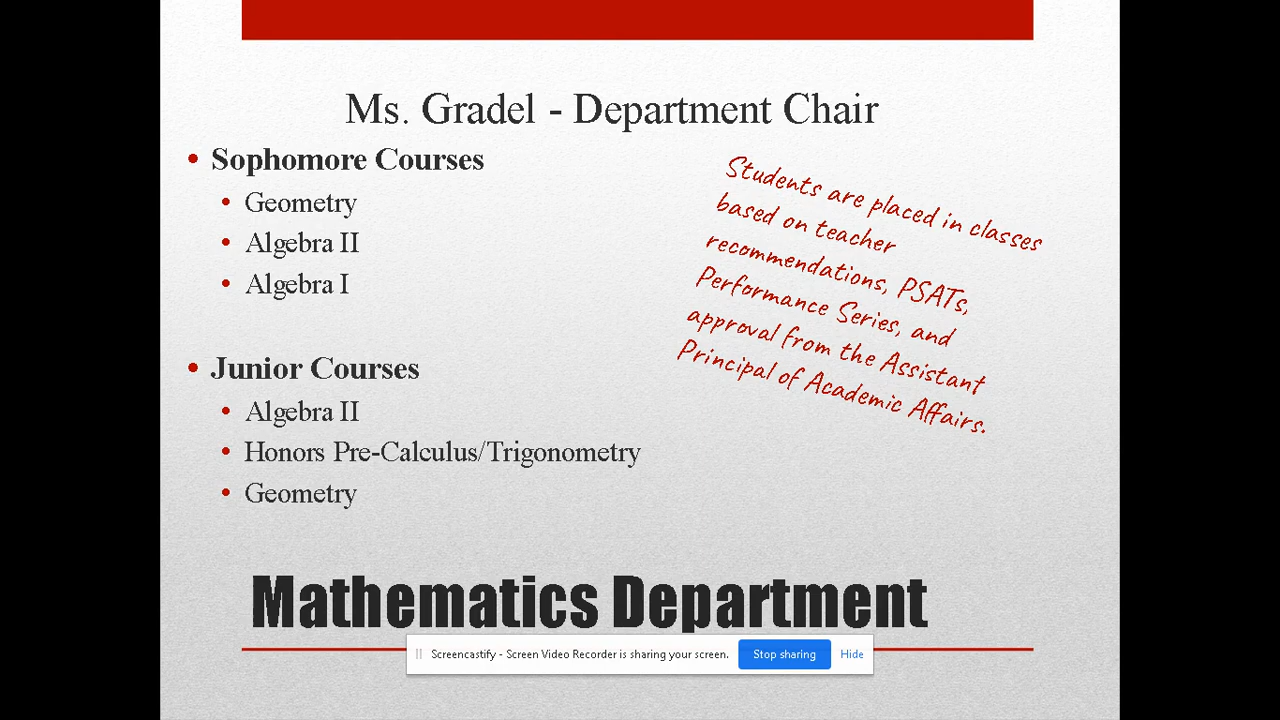 Ms. Gradel - Department Chair
• Sophomore Courses
• Geometry
• Algebra II
• Algebra I
• Junior Courses
• Algebra II
• Honors Pre-Calculus/Trigonometry
• Geometry
Students are placed in classes
based on teacher
recommendations, PSATs,
Performance Series, and
approval from the Assistant
Principal of Academic Affairs.
Mathematics Department
Screencastify - Screen Video Recorder is sharing your screen. Stop sharing Hide